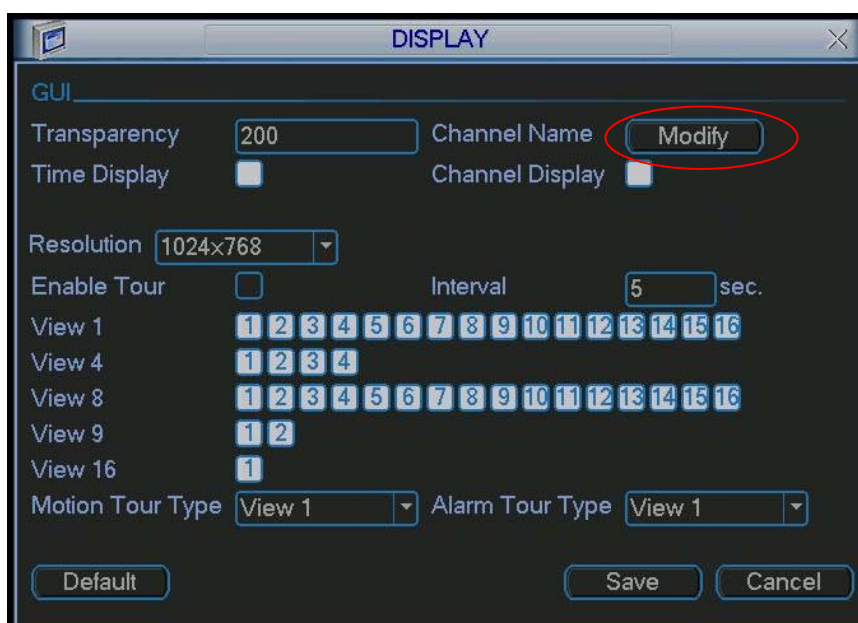 DISPLAY
GUI
Transparency 200 Channel Name Modify
Time Display Channel Display
Resolution 1024×768
Enable Tour Interval 5 sec.
View 1 1 2 3 4 5 6 7 8 9 10 11 12 13 14 15 16
View 4 1 2 3 4
View 8 1 2 3 4 5 6 7 8 9 10 11 12 13 14 15 16
View 9 1 2
View 16 1
Motion Tour Type View 1 Alarm Tour Type View 1
Default Save Cancel